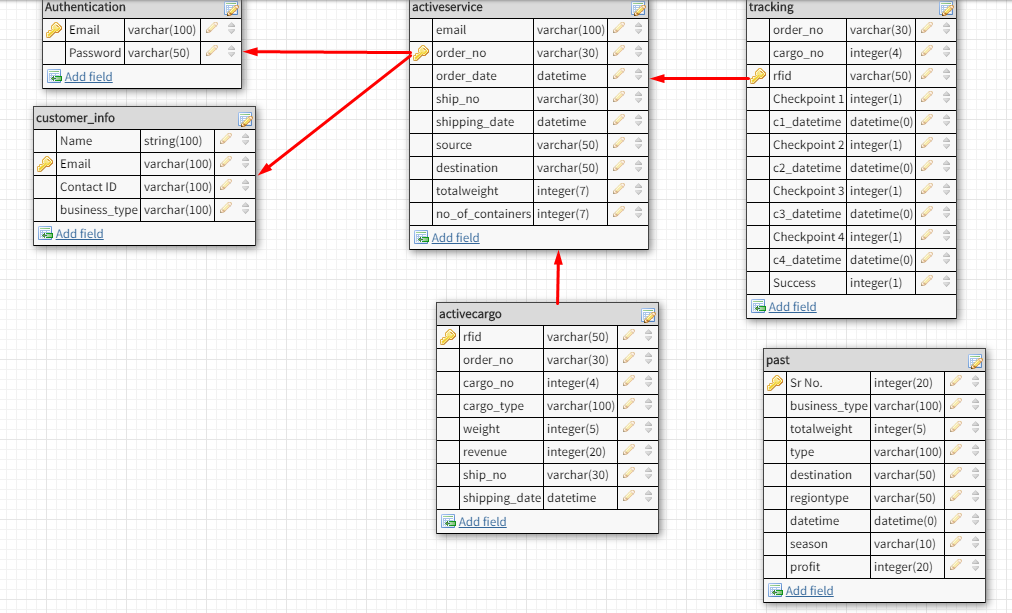 Authentication
Email varchar(100)
Password varchar(50)
Add field
customer_info
Name string(100)
Email varchar(100)
Contact ID varchar(100)
business_type varchar(100)
Add field
activeservice
email varchar(100)
order_no varchar(30)
order_date datetime
ship_no varchar(30)
shipping_date datetime
source varchar(50)
destination varchar(50)
totalweight integer(7)
no_of_containers integer(7)
Add field
activecargo
rfid varchar(50)
order_no varchar(30)
cargo_no integer(4)
cargo_type varchar(100)
weight integer(5)
revenue integer(20)
ship_no varchar(30)
shipping_date datetime
Add field
tracking
order_no varchar(30)
cargo_no integer(4)
rfid varchar(50)
Checkpoint 1 integer(1)
c1_datetime datetime(0)
Checkpoint 2 integer(1)
c2_datetime datetime(0)
Checkpoint 3 integer(1)
c3_datetime datetime(0)
Checkpoint 4 integer(1)
c4_datetime datetime(0)
Success integer(1)
Add field
past
Sr No. integer(20)
business_type varchar(100)
totalweight integer(5)
type varchar(100)
destination varchar(50)
regiontype varchar(50)
datetime datetime(0)
season varchar(10)
profit integer(20)
Add field